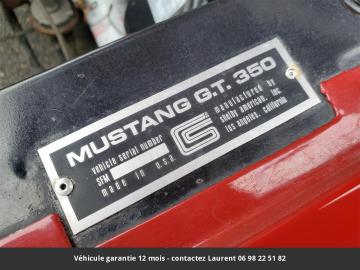 MUSTANG G.T. 350
vehicle serial number
SFM
made in u.s.a.
manufactured by
shelby american, inc.
los angeles, california
Véhicule garantie 12 mois - contactez Laurent 06 98 22 51 82